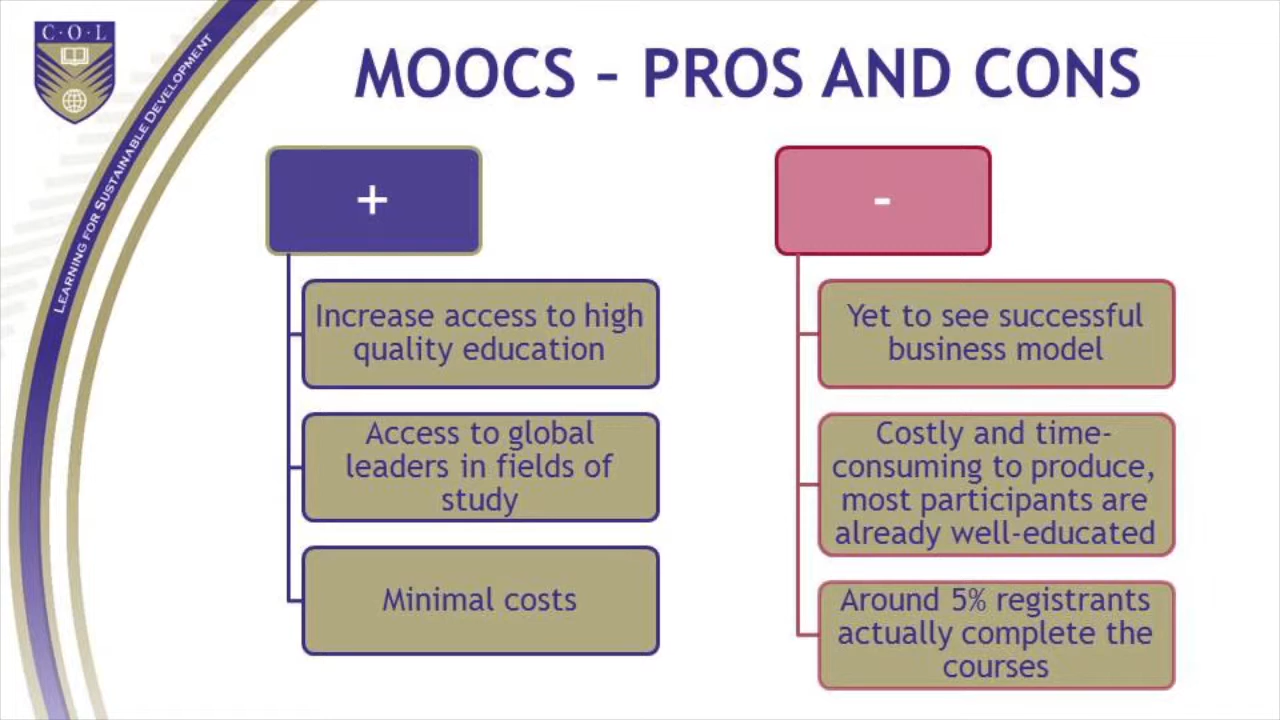 C·O·L
LEARNING FOR SUSTAINABLE DEVELOPMENT
MOOCS – PROS AND CONS
+
Increase access to high
quality education
Access to global
leaders in fields of
study
Minimal costs
-
Yet to see successful
business model
Costly and time-
consuming to produce,
most participants are
already well-educated
Around 5% registrants
actually complete the
courses